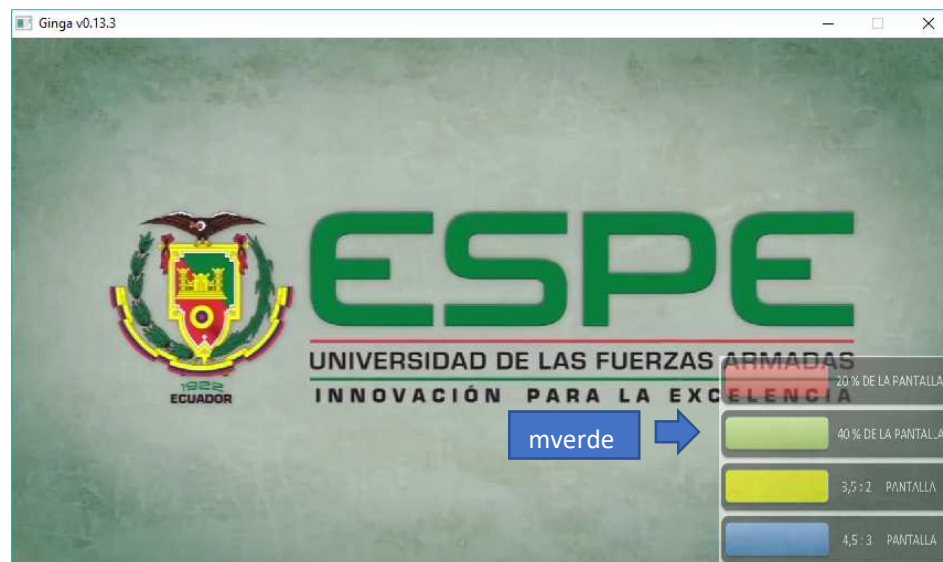 Ginga v0.13.3
ESPE
UNIVERSIDAD DE LAS FUERZAS ARMADAS
INNOVACIÓN PARA LA EXCELENCIA
1922
ECUADOR
20 % DE LA PANTALLA
mverde
40 % DE LA PANTALLA
3,5 : 2 PANTALLA
4,5 : 3 PANTALLA